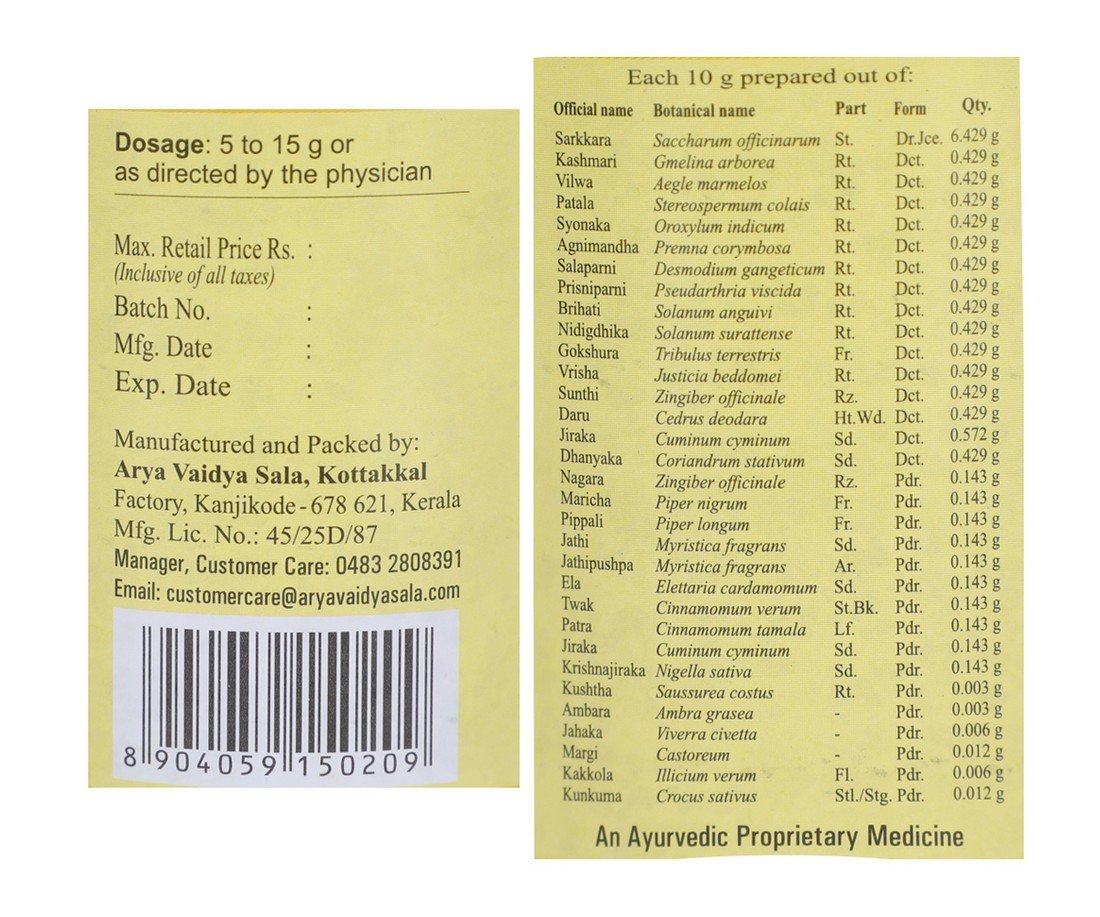 Dosage: 5 to 15 g or
as directed by the physician
Max. Retail Price Rs. :
(Inclusive of all taxes)
Batch No. :
Mfg. Date :
Exp. Date :
Manufactured and Packed by:
Arya Vaidya Sala, Kottakkal
Factory, Kanjikode - 678 621, Kerala
Mfg. Lic. No.: 45/25D/87
Manager, Customer Care: 0483 2808391
Email: customercare@aryavaidyasala.com
8 904059 150209
Each 10 g prepared out of:
Official name Botanical name Part Form Qty.
Sarkkara Saccharum officinarum St. Dr.Jce. 6.429 g
Kashmari Gmelina arborea Rt. Dct. 0.429 g
Vilwa Aegle marmelos Rt. Dct. 0.429 g
Patala Stereospermum colais Rt. Dct. 0.429 g
Syonaka Oroxylum indicum Rt. Dct. 0.429 g
Agnimandha Premna corymbosa Rt. Dct. 0.429 g
Salaparni Desmodium gangeticum Rt. Dct. 0.429 g
Prisniparni Pseudarthria viscida Rt. Dct. 0.429 g
Brihati Solanum anguivi Rt. Dct. 0.429 g
Nidigdhika Solanum surattense Rt. Dct. 0.429 g
Gokshura Tribulus terrestris Fr. Dct. 0.429 g
Vrisha Justicia beddomei Rt. Dct. 0.429 g
Sunthi Zingiber officinale Rz. Dct. 0.429 g
Daru Cedrus deodara Ht.Wd. Dct. 0.429 g
Jiraka Cuminum cyminum Sd. Dct. 0.572 g
Dhanyaka Coriandrum stativum Sd. Dct. 0.429 g
Nagara Zingiber officinale Rz. Pdr. 0.143 g
Maricha Piper nigrum Fr. Pdr. 0.143 g
Pippali Piper longum Fr. Pdr. 0.143 g
Jathi Myristica fragrans Sd. Pdr. 0.143 g
Jathipushpa Myristica fragrans Ar. Pdr. 0.143 g
Ela Elettaria cardamomum Sd. Pdr. 0.143 g
Twak Cinnamomum verum St.Bk. Pdr. 0.143 g
Patra Cinnamomum tamala Lf. Pdr. 0.143 g
Jiraka Cuminum cyminum Sd. Pdr. 0.143 g
Krishnajiraka Nigella sativa Sd. Pdr. 0.143 g
Kushtha Saussurea costus Rt. Pdr. 0.003 g
Ambara Ambra grasea - Pdr. 0.003 g
Jahaka Viverra civetta - Pdr. 0.006 g
Margi Castoreum - Pdr. 0.012 g
Kakkola Illicium verum Fl. Pdr. 0.006 g
Kunkuma Crocus sativus Stl./Stg. Pdr. 0.012 g
An Ayurvedic Proprietary Medicine